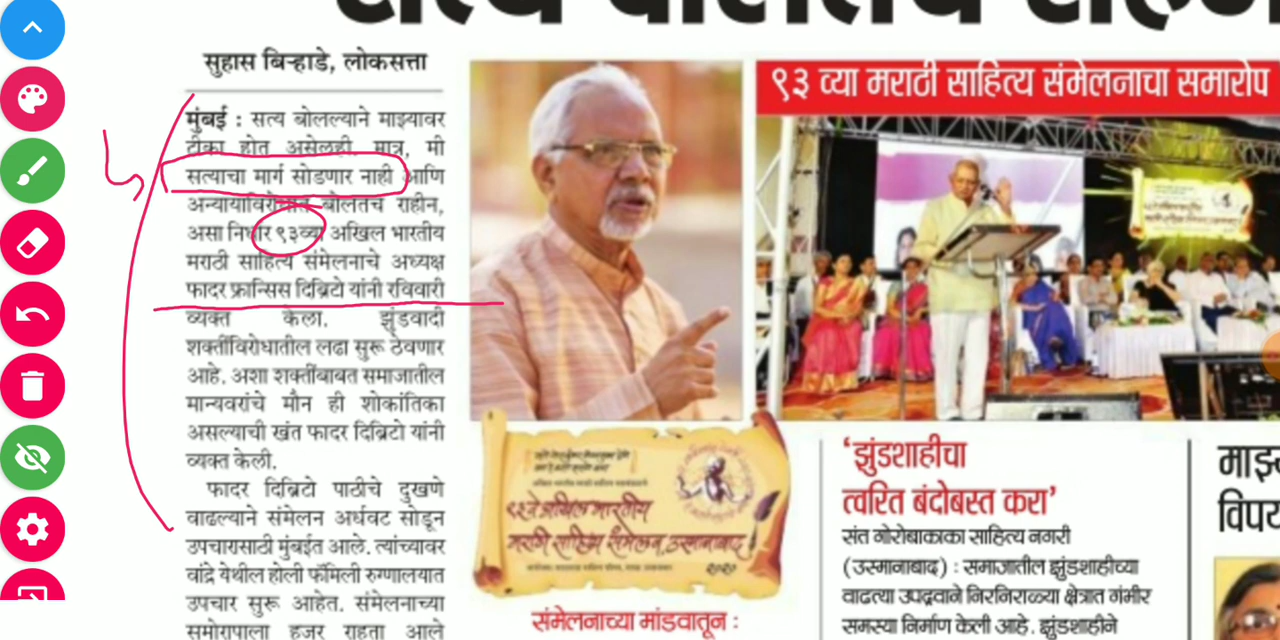 सुहास बिऱ्हाडे, लोकसत्ता
मुंबई : सत्य बोलल्याने माझ्यावर
टीका होत असेलही. मात्र, मी
सत्याचा मार्ग सोडणार नाही आणि
अन्यायाविरोधात बोलतच राहीन,
असा निर्धार ९३व्या अखिल भारतीय
मराठी साहित्य संमेलनाचे अध्यक्ष
फादर फ्रान्सिस दिब्रिटो यांनी रविवारी
व्यक्त केला. झुंडवादी
शक्तींविरोधातील लढा सुरू ठेवणार
आहे. अशा शक्तींबाबत समाजातील
मान्यवरांचे मौन ही शोकांतिका
असल्याची खंत फादर दिब्रिटो यांनी
व्यक्त केली.
फादर दिब्रिटो पाठीचे दुखणे
वाढल्याने संमेलन अर्धवट सोडून
उपचारासाठी मुंबईत आले. त्यांच्यावर
वांद्रे येथील होली फॅमिली रुग्णालयात
उपचार सुरू आहेत. संमेलनाच्या
समारोपाला हजर राहता आले
९३ व्या मराठी साहित्य संमेलनाचा समारोप
मराठी साहित्य संमेलन, उस्मानाबाद
२०२०
संमेलनाच्या मांडवातून :
‘झुंडशाहीचा
त्वरित बंदोबस्त करा’
संत गोरोबाकाका साहित्य नगरी
(उस्मानाबाद) : समाजातील झुंडशाहीच्या
वाढत्या उपद्रवाने निरनिराळ्या क्षेत्रात गंभीर
समस्या निर्माण केली आहे. झुंडशाहीने